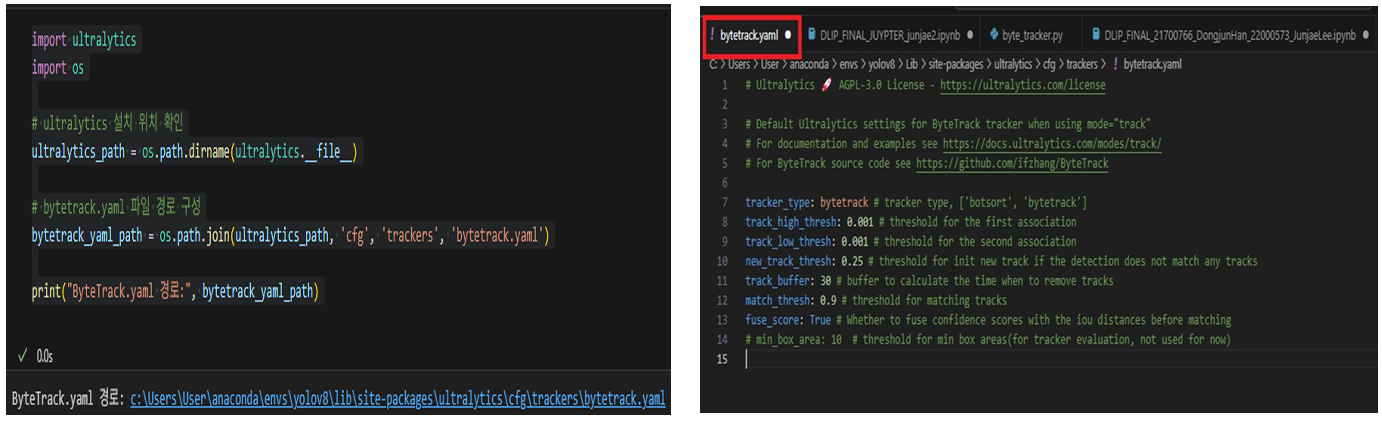 import ultralytics
import os
# ultralytics 설치 위치 확인
ultralytics_path = os.path.dirname(ultralytics.__file__)
# bytetrack.yaml 파일 경로 구성
bytetrack_yaml_path = os.path.join(ultralytics_path, 'cfg', 'trackers', 'bytetrack.yaml')
print("ByteTrack.yaml 경로:", bytetrack_yaml_path)
✓ 0.0s
ByteTrack.yaml 경로: c:\Users\User\anaconda\envs\yolov8\lib\site-packages\ultralytics\cfg\trackers\bytetrack.yaml
! bytetrack.yaml ● DLIP_FINAL_JUYPTER_junjae2.ipynb ● byte_tracker.py DLIP_FINAL_21700766_DongjunHan_22000573_JunjaeLee.ipynb ●
C: > Users > User > anaconda > envs > yolov8 > Lib > site-packages > ultralytics > cfg > trackers > ! bytetrack.yaml
1 # Ultralytics 🚀 AGPL-3.0 License - https://ultralytics.com/license
2
3 # Default Ultralytics settings for ByteTrack tracker when using mode="track"
4 # For documentation and examples see https://docs.ultralytics.com/modes/track/
5 # For ByteTrack source code see https://github.com/ifzhang/ByteTrack
6
7 tracker_type: bytetrack # tracker type, ['botsort', 'bytetrack']
8 track_high_thresh: 0.001 # threshold for the first association
9 track_low_thresh: 0.001 # threshold for the second association
10 new_track_thresh: 0.25 # threshold for init new track if the detection does not match any tracks
11 track_buffer: 30 # buffer to calculate the time when to remove tracks
12 match_thresh: 0.9 # threshold for matching tracks
13 fuse_score: True # Whether to fuse confidence scores with the iou distances before matching
14 # min_box_area: 10 # threshold for min box areas(for tracker evaluation, not used for now)
15